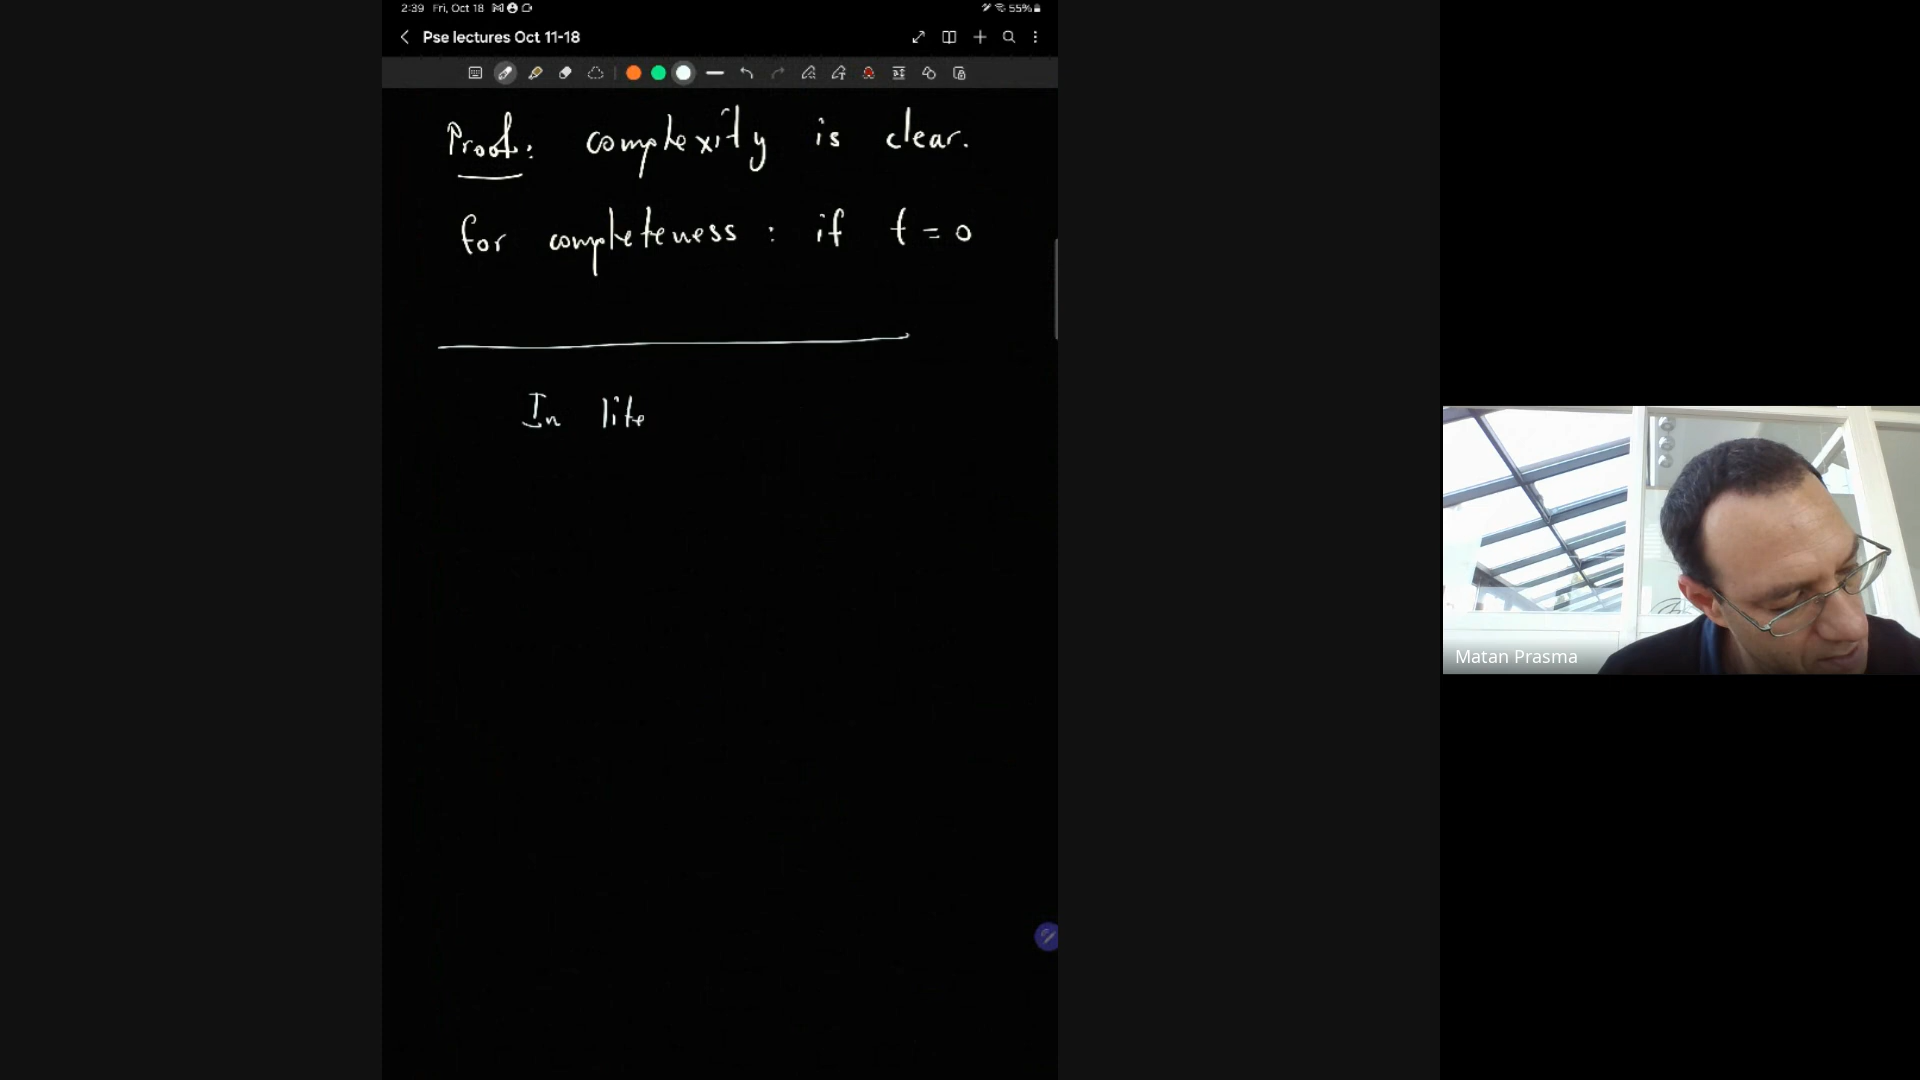 2:39 Fri, Oct 18
55%
Pse lectures Oct 11-18
Proof: complexity is clear.
for completeness : if t = 0
In lite
Matan Prasma